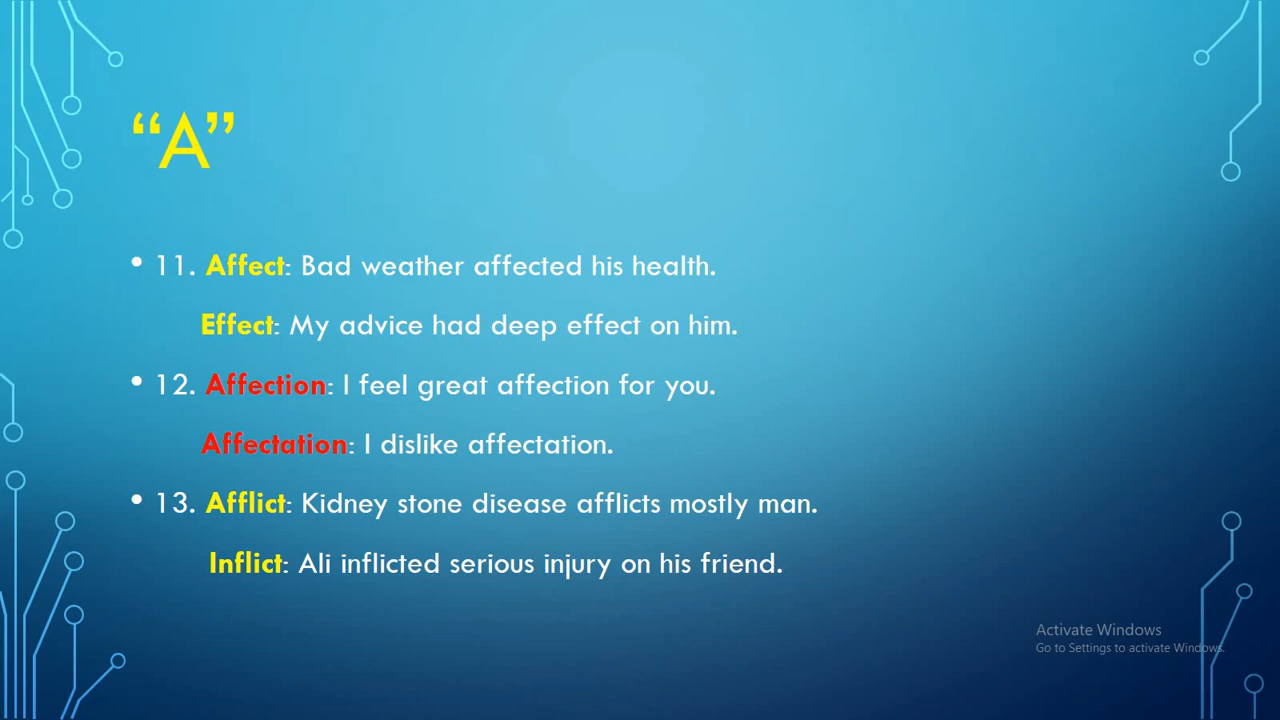 “A”
• 11. Affect: Bad weather affected his health.
Effect: My advice had deep effect on him.
• 12. Affection: I feel great affection for you.
Affectation: I dislike affectation.
• 13. Afflict: Kidney stone disease afflicts mostly man.
Inflict: Ali inflicted serious injury on his friend.
Activate Windows
Go to Settings to activate Windows.